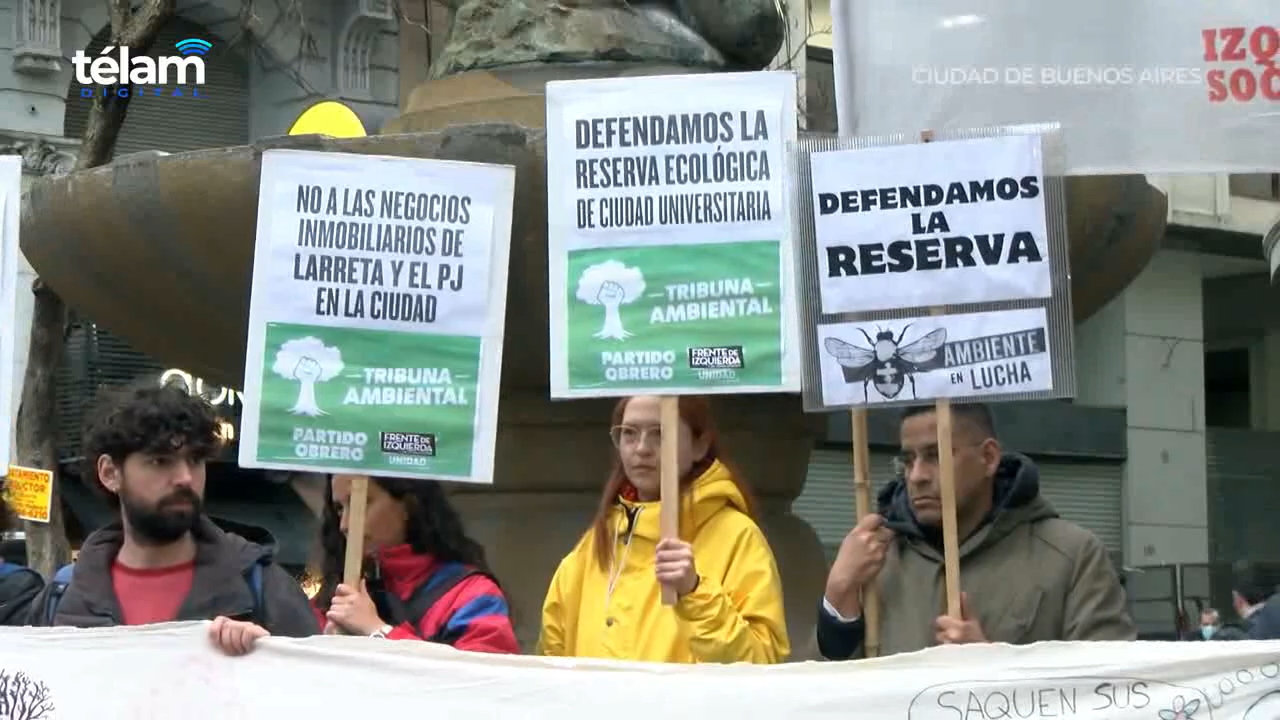 télam
DIGITAL
CIUDAD DE BUENOS AIRES
IZQ
SOC
NO A LAS NEGOCIOS
INMOBILIARIOS DE
LARRETA Y EL PJ
EN LA CIUDAD
TRIBUNA
AMBIENTAL
PARTIDO
OBRERO
FRENTE DE
IZQUIERDA
UNIDAD
DEFENDAMOS LA
RESERVA ECOLÓGICA
DE CIUDAD UNIVERSITARIA
TRIBUNA
AMBIENTAL
PARTIDO
OBRERO
FRENTE DE
IZQUIERDA
UNIDAD
DEFENDAMOS
LA
RESERVA
AMBIENTE
EN LUCHA
SAQUEN SUS